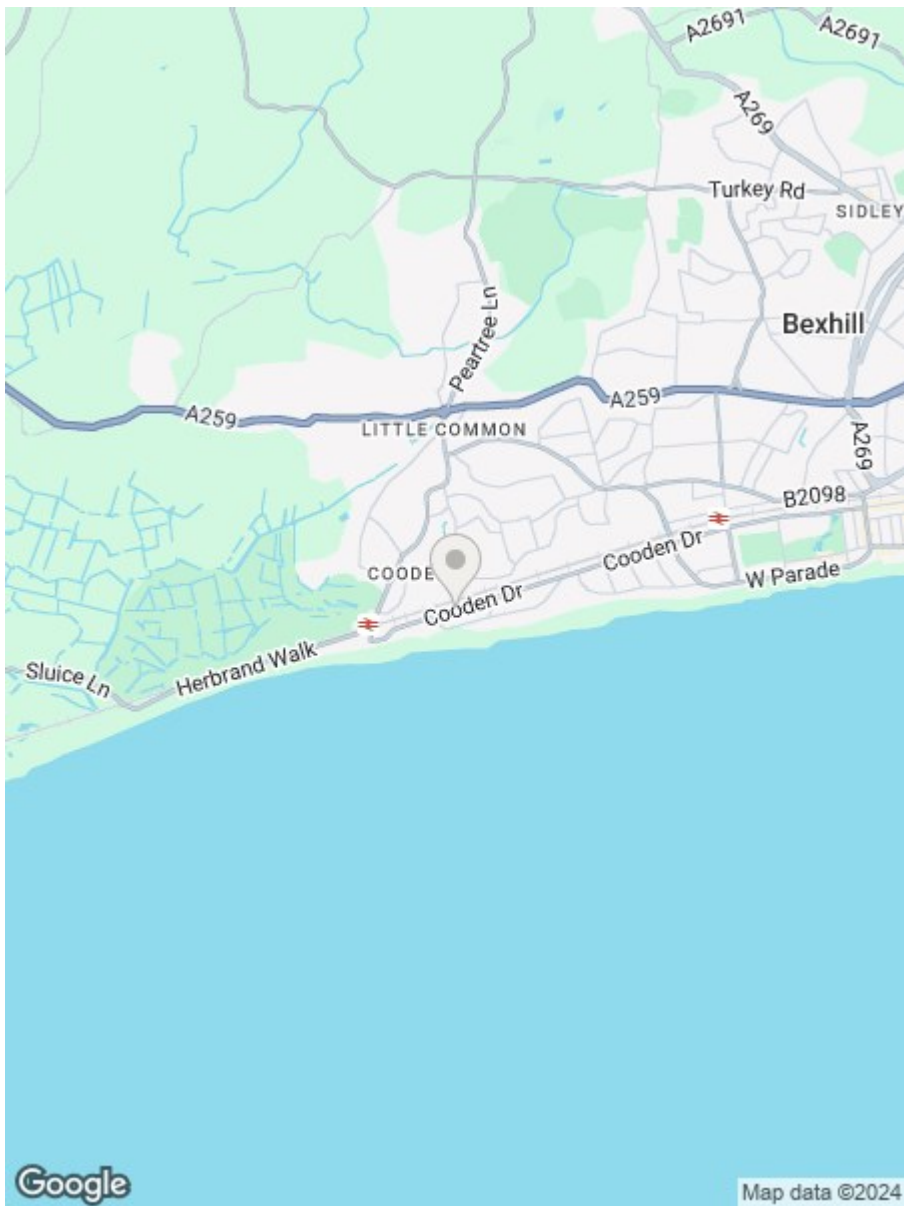 A2691
A2691
A269
Turkey Rd
SIDLEY
Peartree Ln
Bexhill
A259
A259
LITTLE COMMON
A269
B2098
COODE
Cooden Dr
Cooden Dr
W Parade
Herbrand Walk
Sluice Ln
Google
Map data ©2024